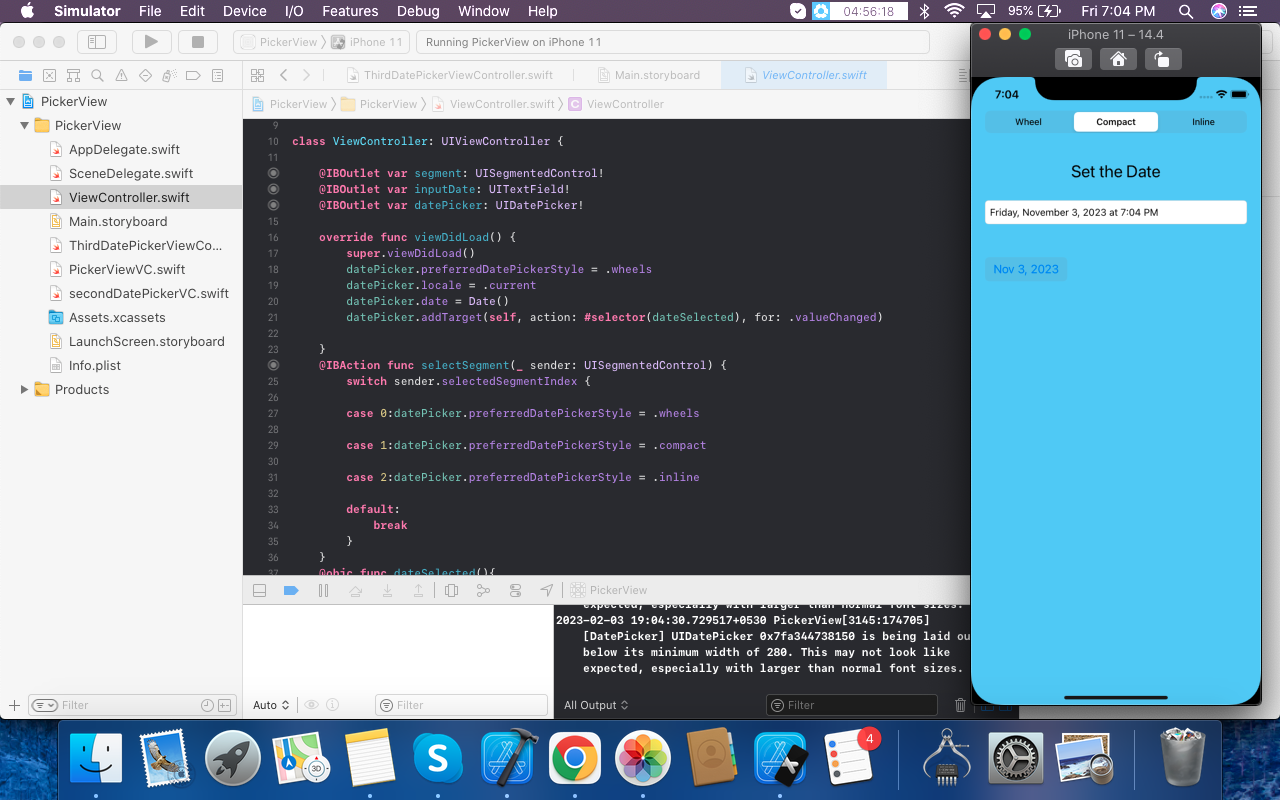 Simulator File Edit Device I/O Features Debug Window Help 04:56:18 95% Fri 7:04 PM
PickerView iPhone 11 Running PickerView on iPhone 11
iPhone 11 – 14.4
ThirdDatePickerViewController.swift Main.storyboard ViewController.swift
PickerView PickerView ViewController.swift ViewController
PickerView
PickerView
AppDelegate.swift
SceneDelegate.swift
ViewController.swift
Main.storyboard
ThirdDatePickerViewCo...
PickerViewVC.swift
secondDatePickerVC.swift
Assets.xcassets
LaunchScreen.storyboard
Info.plist
Products
Filter
9
10 class ViewController: UIViewController {
11
@IBOutlet var segment: UISegmentedControl!
@IBOutlet var inputDate: UITextField!
@IBOutlet var datePicker: UIDatePicker!
15
16 override func viewDidLoad() {
17 super.viewDidLoad()
18 datePicker.preferredDatePickerStyle = .wheels
19 datePicker.locale = .current
20 datePicker.date = Date()
21 datePicker.addTarget(self, action: #selector(dateSelected), for: .valueChanged)
22
23 }
@IBAction func selectSegment(_ sender: UISegmentedControl) {
25 switch sender.selectedSegmentIndex {
26
27 case 0:datePicker.preferredDatePickerStyle = .wheels
28
29 case 1:datePicker.preferredDatePickerStyle = .compact
30
31 case 2:datePicker.preferredDatePickerStyle = .inline
32
33 default:
34 break
35 }
36 }
37 @objc func dateSelected(){
PickerView
expected, especially with larger than normal font sizes.
2023-02-03 19:04:30.729517+0530 PickerView[3145:174705]
[DatePicker] UIDatePicker 0x7fa344738150 is being laid ou
below its minimum width of 280. This may not look like
expected, especially with larger than normal font sizes.
Auto Filter All Output Filter
7:04
Wheel Compact Inline
Set the Date
Friday, November 3, 2023 at 7:04 PM
Nov 3, 2023
3D
4